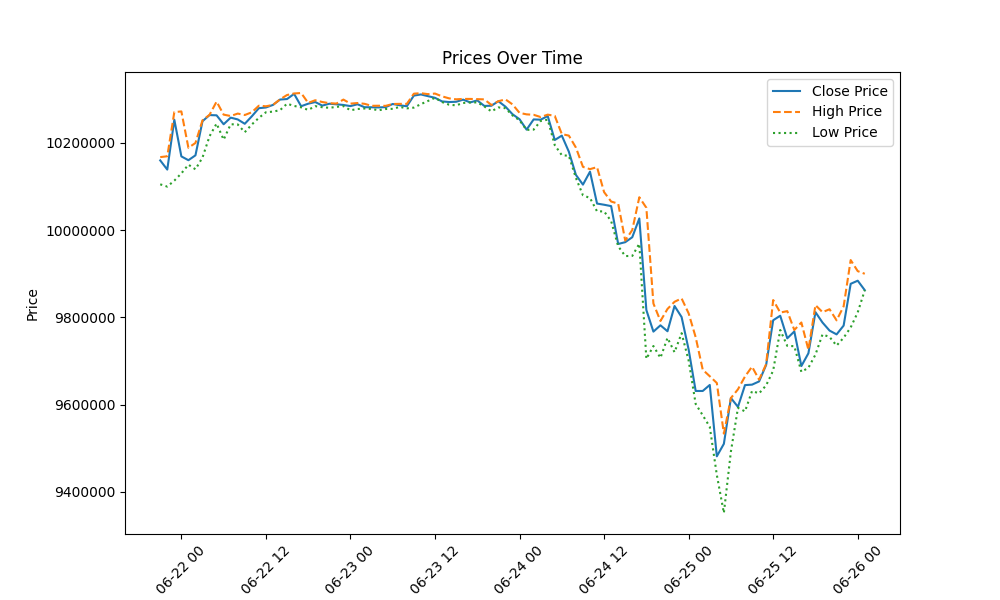 Prices Over Time
Close Price
High Price
Low Price
Price
10200000
10000000
9800000
9600000
9400000
06-22 00
06-22 12
06-23 00
06-23 12
06-24 00
06-24 12
06-25 00
06-25 12
06-26 00